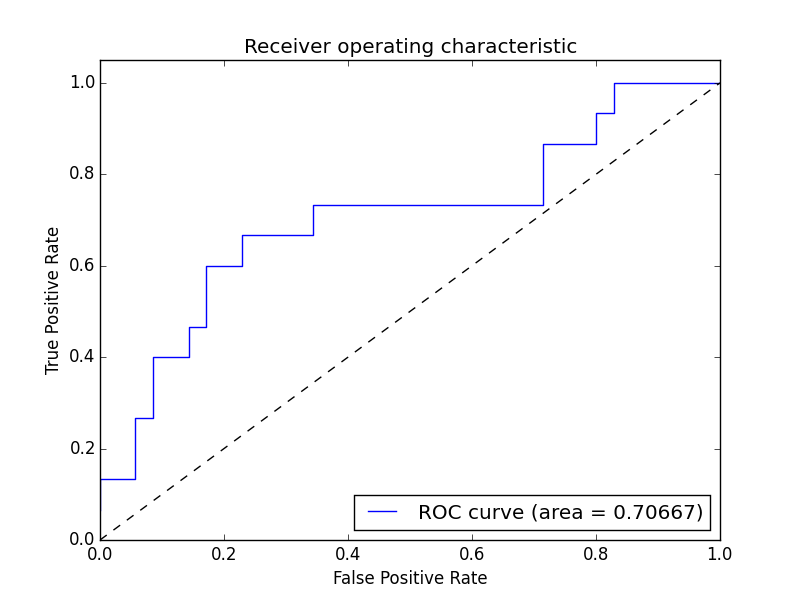 Receiver operating characteristic
1.0
0.8
0.6
0.4
0.2
0.0
True Positive Rate
ROC curve (area = 0.70667)
0.0 0.2 0.4 0.6 0.8 1.0
False Positive Rate